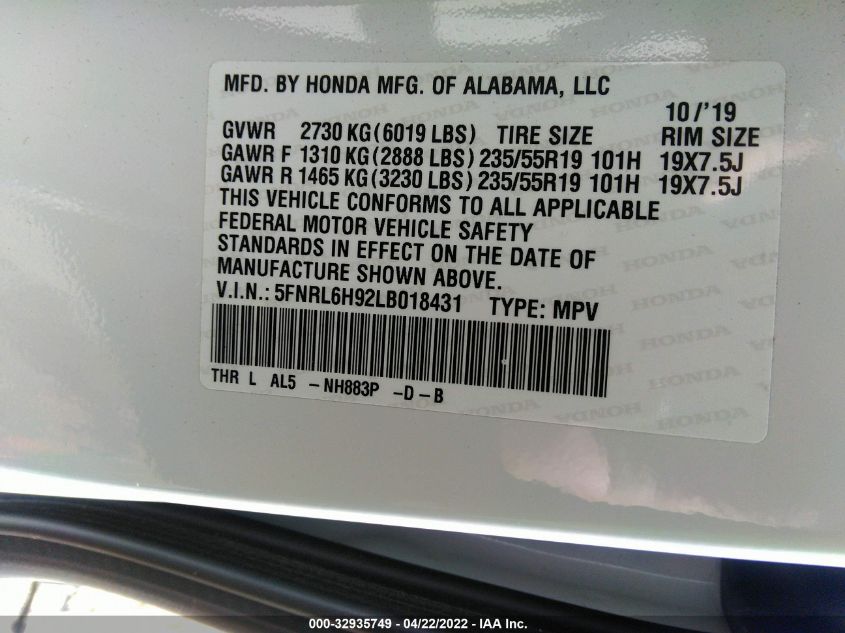 MFD. BY HONDA MFG. OF ALABAMA, LLC
10/'19
GVWR 2730 KG (6019 LBS) TIRE SIZE RIM SIZE
GAWR F 1310 KG (2888 LBS) 235/55R19 101H 19X7.5J
GAWR R 1465 KG (3230 LBS) 235/55R19 101H 19X7.5J
THIS VEHICLE CONFORMS TO ALL APPLICABLE
FEDERAL MOTOR VEHICLE SAFETY
STANDARDS IN EFFECT ON THE DATE OF
MANUFACTURE SHOWN ABOVE.
V.I.N.: 5FNRL6H92LB018431 TYPE: MPV
THR L AL5 -NH883P -D-B
000-32935749 - 04/22/2022 - IAA Inc.